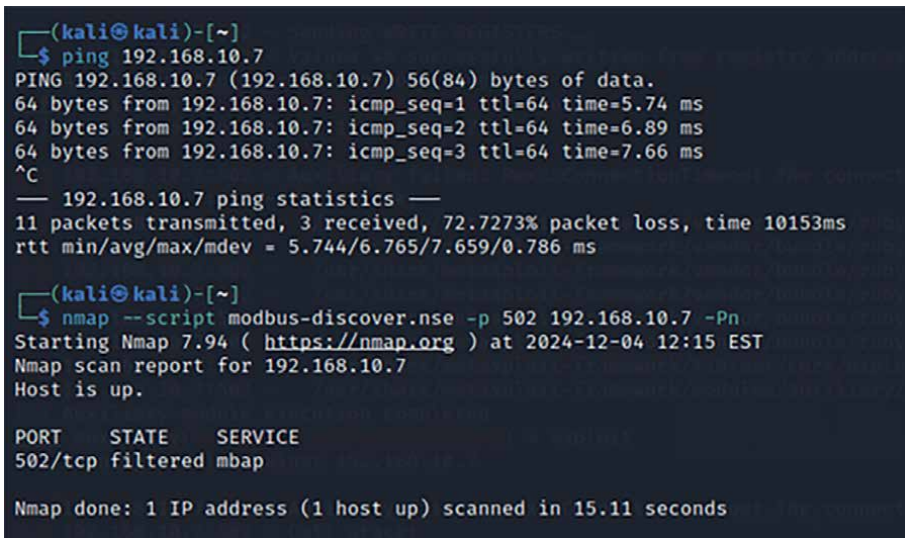 (kali㉿kali)-[~]
$ ping 192.168.10.7
PING 192.168.10.7 (192.168.10.7) 56(84) bytes of data.
64 bytes from 192.168.10.7: icmp_seq=1 ttl=64 time=5.74 ms
64 bytes from 192.168.10.7: icmp_seq=2 ttl=64 time=6.89 ms
64 bytes from 192.168.10.7: icmp_seq=3 ttl=64 time=7.66 ms
^C
— 192.168.10.7 ping statistics —
11 packets transmitted, 3 received, 72.7273% packet loss, time 10153ms
rtt min/avg/max/mdev = 5.744/6.765/7.659/0.786 ms
(kali㉿kali)-[~]
$ nmap --script modbus-discover.nse -p 502 192.168.10.7 -Pn
Starting Nmap 7.94 ( https://nmap.org ) at 2024-12-04 12:15 EST
Nmap scan report for 192.168.10.7
Host is up.
PORT STATE SERVICE
502/tcp filtered mbap
Nmap done: 1 IP address (1 host up) scanned in 15.11 seconds